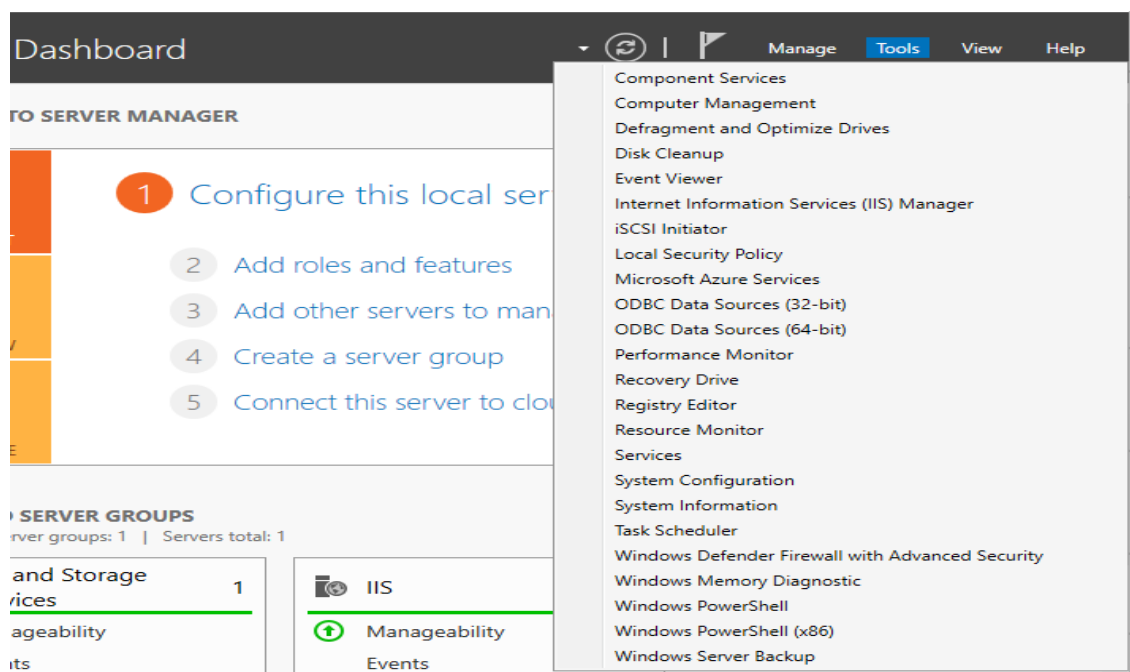 Dashboard
Manage Tools View Help
TO SERVER MANAGER
1 Configure this local ser
2 Add roles and features
3 Add other servers to man
4 Create a server group
5 Connect this server to clou
SERVER GROUPS
rver groups: 1 | Servers total: 1
and Storage
vices
1
ageability
nts
IIS
Manageability
Events
Component Services
Computer Management
Defragment and Optimize Drives
Disk Cleanup
Event Viewer
Internet Information Services (IIS) Manager
iSCSI Initiator
Local Security Policy
Microsoft Azure Services
ODBC Data Sources (32-bit)
ODBC Data Sources (64-bit)
Performance Monitor
Recovery Drive
Registry Editor
Resource Monitor
Services
System Configuration
System Information
Task Scheduler
Windows Defender Firewall with Advanced Security
Windows Memory Diagnostic
Windows PowerShell
Windows PowerShell (x86)
Windows Server Backup